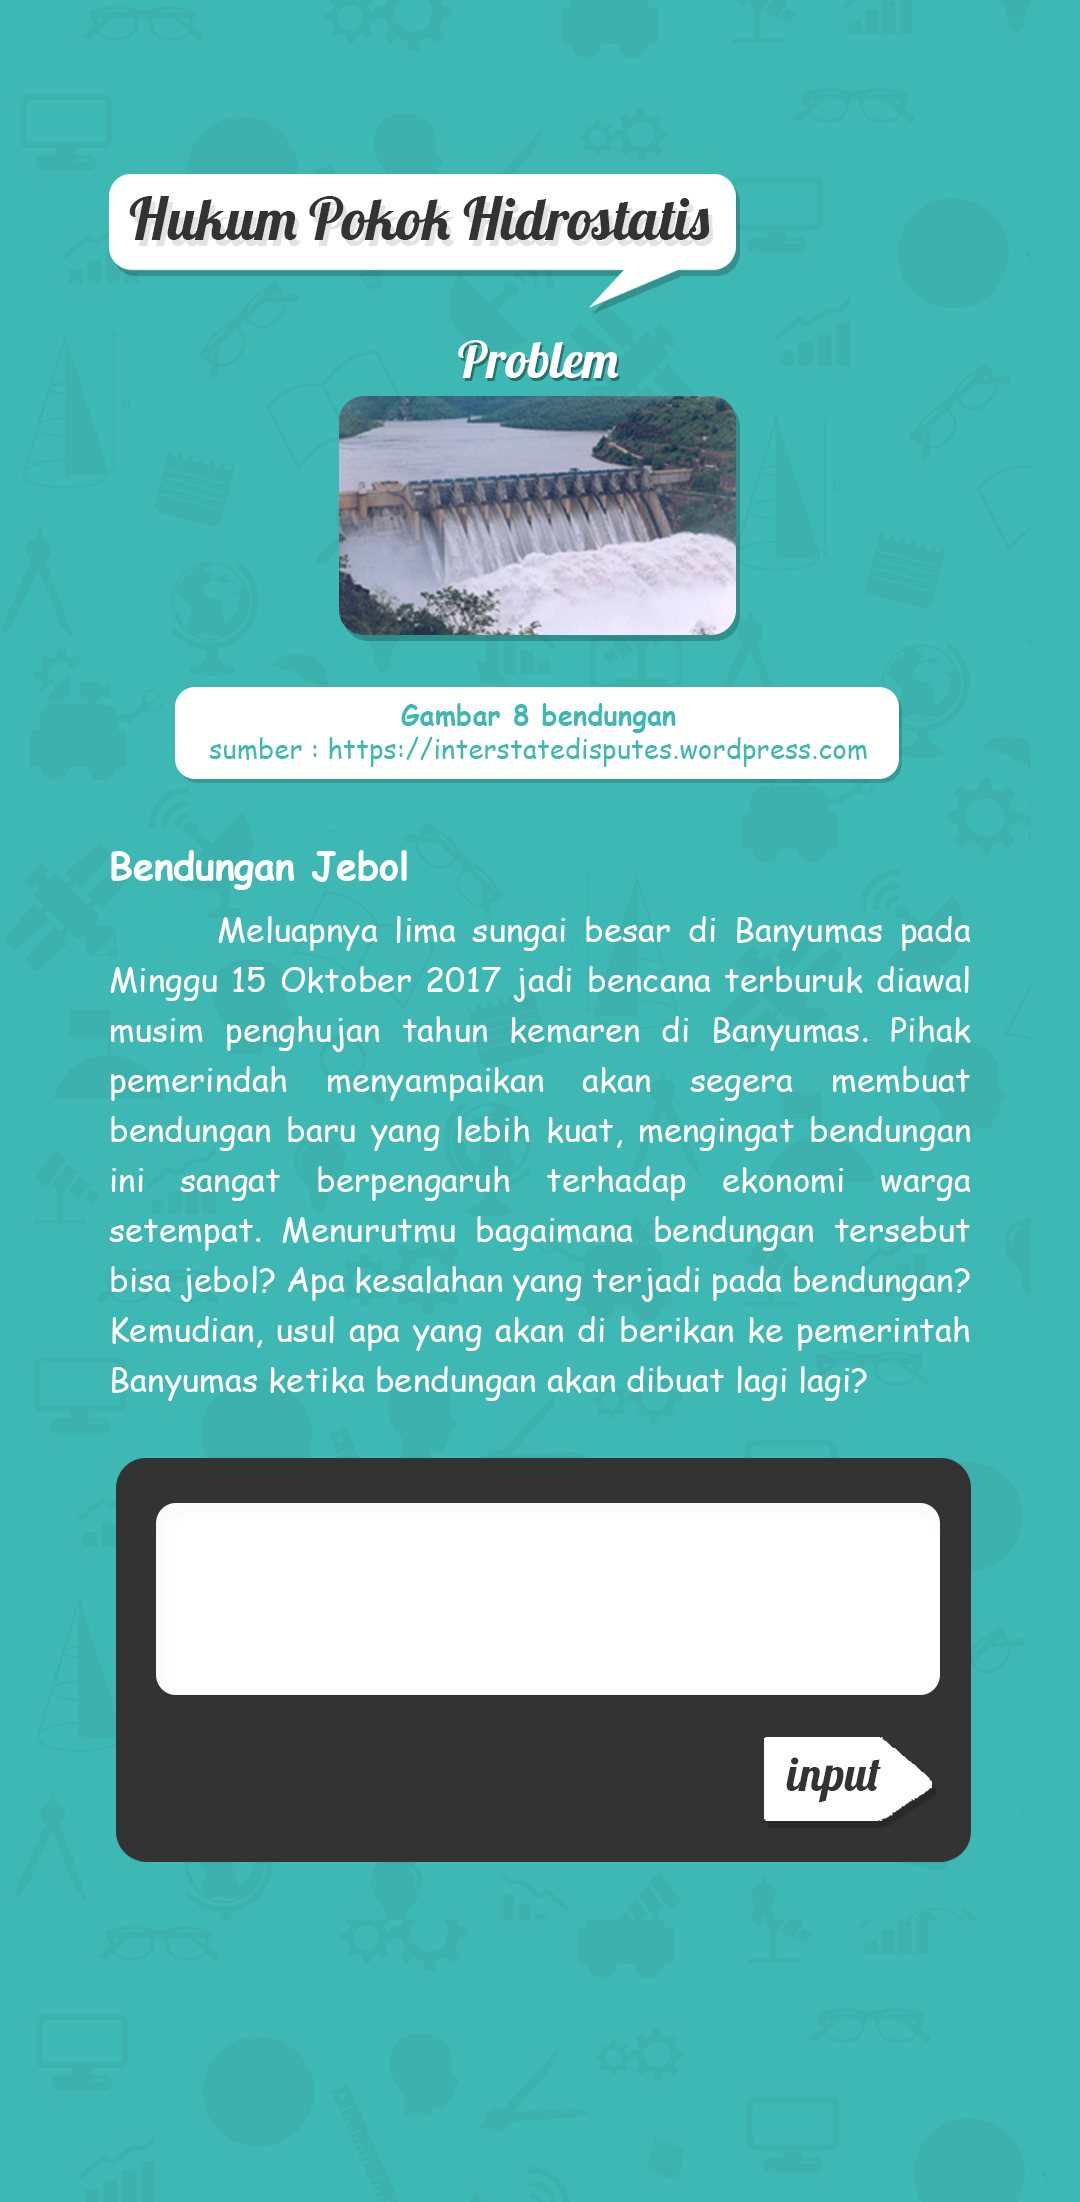 Hukum Pokok Hidrostatis
Problem
Gambar 8 bendungan
sumber : https://interstatedisputes.wordpress.com
Bendungan Jebol
Meluapnya lima sungai besar di Banyumas pada
Minggu 15 Oktober 2017 jadi bencana terburuk diawal
musim penghujan tahun kemaren di Banyumas. Pihak
pemerindah menyampaikan akan segera membuat
bendungan baru yang lebih kuat, mengingat bendungan
ini sangat berpengaruh terhadap ekonomi warga
setempat. Menurutmu bagaimana bendungan tersebut
bisa jebol? Apa kesalahan yang terjadi pada bendungan?
Kemudian, usul apa yang akan di berikan ke pemerintah
Banyumas ketika bendungan akan dibuat lagi lagi?
input